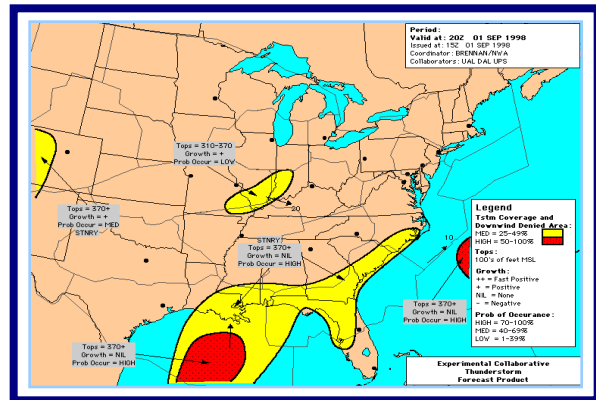 Period:
Valid at: 20Z 01 SEP 1998
Issued at: 15Z 01 SEP 1998
Coordinator: BRENNAN/NWA
Collaborators: UAL DAL UPS
Tops = 310-370
Growth = +
Prob Occur = LOW
20
Tops = 370+
Growth = +
Prob Occur = MED
STNRY
STNRY
Tops = 370+
Growth = NIL
Prob Occur = HIGH
10
Tops = 370+
Growth = NIL
Prob Occur = HIGH
Tops = 370+
Growth = NIL
Prob Occur = HIGH
Legend
Tstm Coverage and
Downwind Denied Area:
MED = 25-49%
HIGH = 50-100%
Tops:
100's of feet MSL
Growth:
++ = Fast Positive
+ = Positive
NIL = None
- = Negative
Prob of Occurance:
HIGH = 70-100%
MED = 40-69%
LOW = 1-39%
Experimental Collaborative
Thunderstorm
Forecast Product